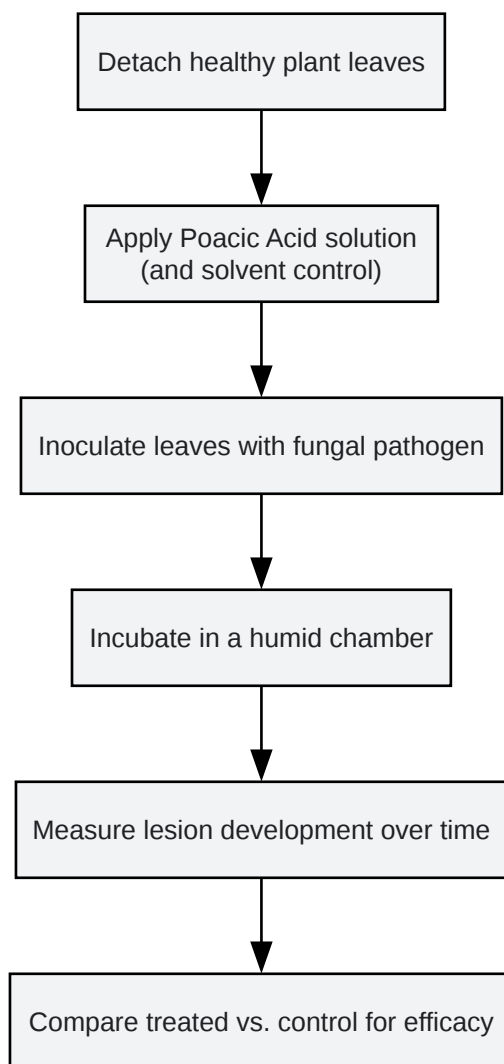 Detach healthy plant leaves
Apply Poacic Acid solution
(and solvent control)
Inoculate leaves with fungal pathogen
Incubate in a humid chamber
Measure lesion development over time
Compare treated vs. control for efficacy